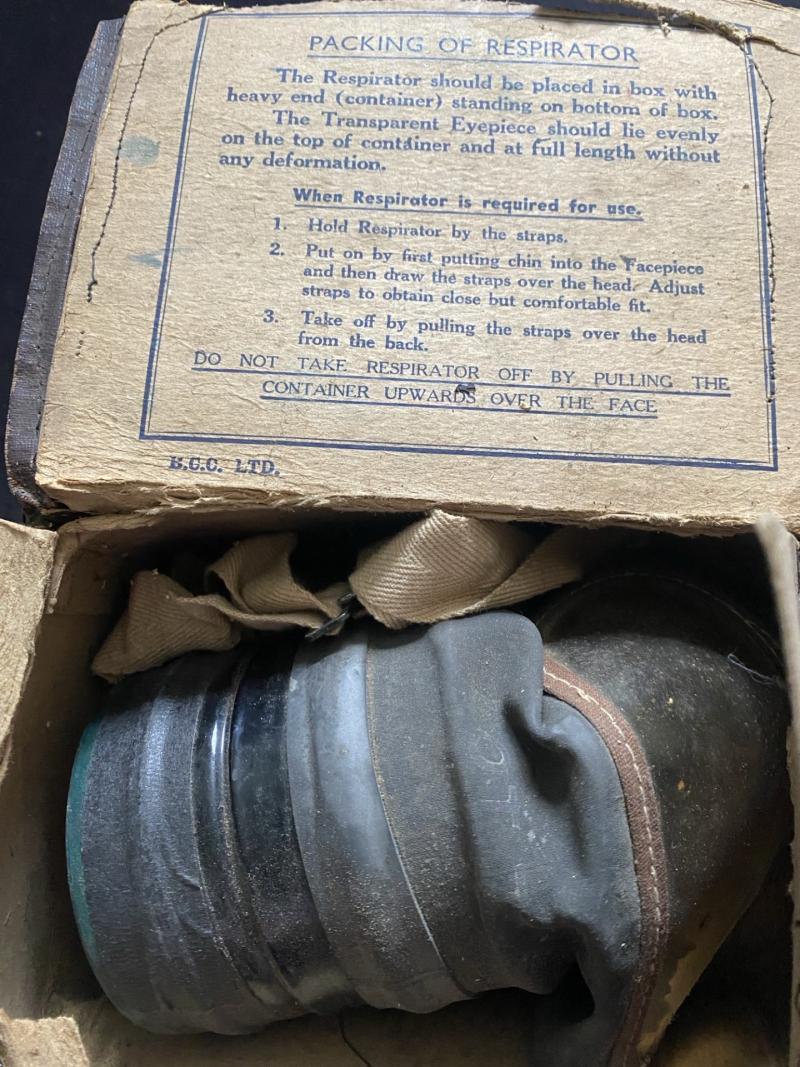 PACKING OF RESPIRATOR
The Respirator should be placed in box with
heavy end (container) standing on bottom of box.
The Transparent Eyepiece should lie evenly
on the top of container and at full length without
any deformation.
When Respirator is required for use.
1. Hold Respirator by the straps.
2. Put on by first putting chin into the Facepiece
and then draw the straps over the head. Adjust
straps to obtain close but comfortable fit.
3. Take off by pulling the straps over the head
from the back.
DO NOT TAKE RESPIRATOR OFF BY PULLING THE
CONTAINER UPWARDS OVER THE FACE
LTD.